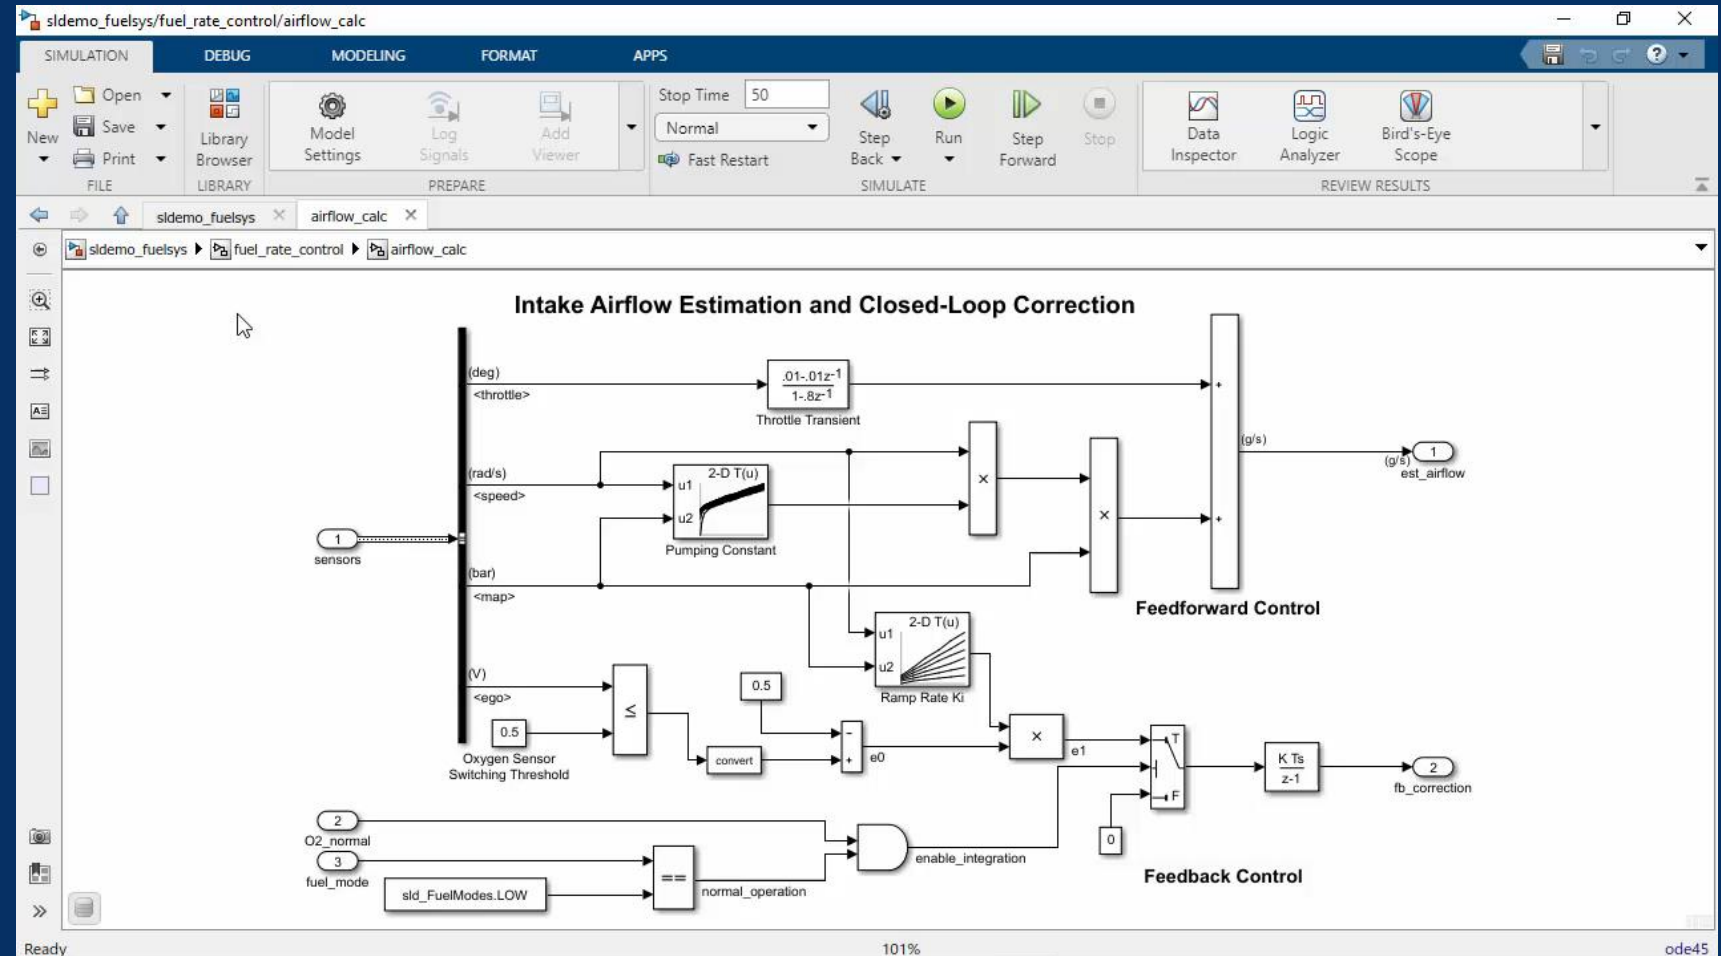 sldemo_fuelsys/fuel_rate_control/airflow_calc
SIMULATION DEBUG MODELING FORMAT APPS
New
Open
Save
Print
FILE
Library Browser
LIBRARY
Model Settings
Log Signals
Add Viewer
PREPARE
Stop Time 50
Normal
Fast Restart
Step Back
Run
Step Forward
Stop
SIMULATE
Data Inspector
Logic Analyzer
Bird's-Eye Scope
REVIEW RESULTS
sldemo_fuelsys airflow_calc
sldemo_fuelsys fuel_rate_control airflow_calc
Intake Airflow Estimation and Closed-Loop Correction
(deg)
<throttle>
.01-.01z-1
1-.8z-1
Throttle Transient
+
(rad/s)
<speed>
2-D T(u)
u1
u2
Pumping Constant
×
×
+
(g/s)
(g/s)
1
est_airflow
1
sensors
(bar)
<map>
Feedforward Control
2-D T(u)
u1
u2
Ramp Rate Ki
(V)
<ego>
≤
0.5
Oxygen Sensor
Switching Threshold
0.5
convert
-
+
e0
×
e1
T
F
0
K Ts
z-1
2
fb_correction
2
O2_normal
3
fuel_mode
sld_FuelModes.LOW
==
normal_operation
enable_integration
Feedback Control
Ready 101% ode45